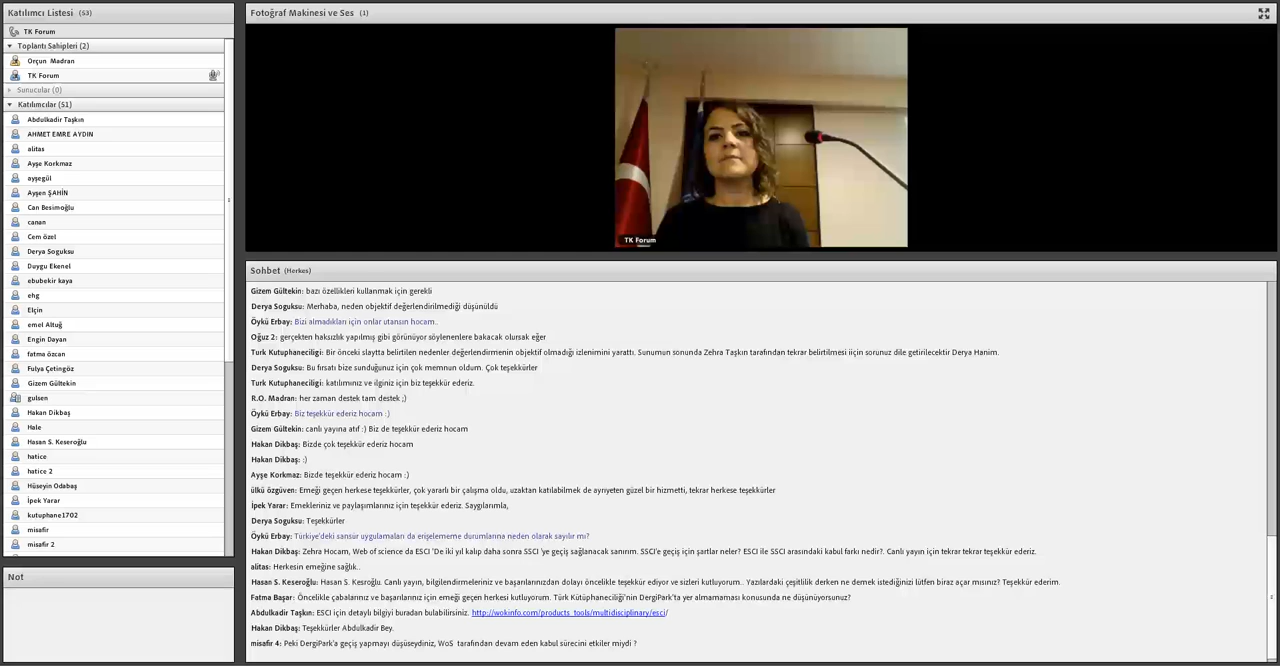 Katılımcı Listesi (53)
TK Forum
Toplantı Sahipleri (2)
Orçun Madran
TK Forum
Sunucular (0)
Katılımcılar (51)
Abdulkadir Taşkın
AHMET EMRE AYDIN
alitas
Ayşe Korkmaz
ayşegül
Ayşen ŞAHİN
Can Besimoğlu
canan
Cem özel
Derya Soguksu
Duygu Ekenel
ebubekir kaya
ehg
Elçin
emel Altuğ
Engin Dayan
fatma özcan
Fulya Çetingöz
Gizem Gültekin
gulsen
Hakan Dikbaş
Hale
Hasan S. Keseroğlu
hatice
hatice 2
Hüseyin Odabaş
İpek Yarar
kutuphane1702
misafir
misafir 2
Not
Fotoğraf Makinesi ve Ses (1)
TK Forum
Sohbet (Herkes)
Gizem Gültekin: bazı özellikleri kullanmak için gerekli
Derya Soguksu: Merhaba, neden objektif değerlendirilmediği düşünüldü
Öykü Erbay: Bizi almadıkları için onlar utansın hocam..
Oğuz 2: gerçekten haksızlık yapılmış gibi görünüyor söylenenlere bakacak olursak eğer
Turk Kutuphaneciligi: Bir önceki slaytta belirtilen nedenler değerlendirmenin objektif olmadığı izlenimini yarattı. Sunumun sonunda Zehra Taşkın tarafından tekrar belirtilmesi iiçin sorunuz dile getirilecektir Derya Hanim.
Derya Soguksu: Bu fırsatı bize sunduğunuz için çok memnun oldum. Çok teşekkürler
Turk Kutuphaneciligi: katılımınız ve ilginiz için biz teşekkür ederiz.
R.O. Madran: her zaman destek tam destek ;)
Öykü Erbay: Biz teşekkür ederiz hocam :)
Gizem Gültekin: canlı yayına atıf :) Biz de teşekkür ederiz hocam
Hakan Dikbaş: Bizde çok teşekkür ederiz hocam
Hakan Dikbaş: :)
Ayşe Korkmaz: Bizde teşekkür ederiz hocam :)
ülkü özgüven: Emeği geçen herkese teşekkürler, çok yararlı bir çalışma oldu, uzaktan katılabilmek de ayrıyeten güzel bir hizmetti, tekrar herkese teşekkürler
İpek Yarar: Emekleriniz ve paylaşımlarınız için teşekkür ederiz. Saygılarımla,
Derya Soguksu: Teşekkürler
Öykü Erbay: Türkiye'deki sansür uygulamaları da erişelememe durumlarına neden olarak sayılır mı?
Hakan Dikbaş: Zehra Hocam, Web of science da ESCI 'De iki yıl kalıp daha sonra SSCI 'ye geçiş sağlanacak sanırım. SSCI'e geçiş için şartlar neler? ESCI ile SSCI arasındaki kabul farkı nedir?. Canlı yayın için tekrar tekrar teşekkür ederiz.
alitas: Herkesin emeğine sağlık..
Hasan S. Keseroğlu: Hasan S. Kesroğlu. Canlı yayın, bilgilendirmeleriniz ve başarılarınızdan dolayı öncelikle teşekkür ediyor ve sizleri kutluyorum.. Yazılardaki çeşitlilik derken ne demek istediğinizi lütfen biraz açar mısınız? Teşekkür ederim.
Fatma Başar: Öncelikle çabalarınız ve başarılarınız için emeği geçen herkesi kutluyorum. Türk Kütüphaneciliği'nin DergiPark'ta yer almamaası konusunda ne düşünüyorsunuz?
Abdulkadir Taşkın: ESCI için detaylı bilgiyi buradan bulabilirsiniz. http://wokinfo.com/products_tools/multidisciplinary/esci/
Hakan Dikbaş: Teşekkürler Abdulkadir Bey.
misafir 4: Peki DergiPark'a geçiş yapmayı düşüseydiniz, WoS tarafından devam eden kabul sürecini etkiler miydi ?